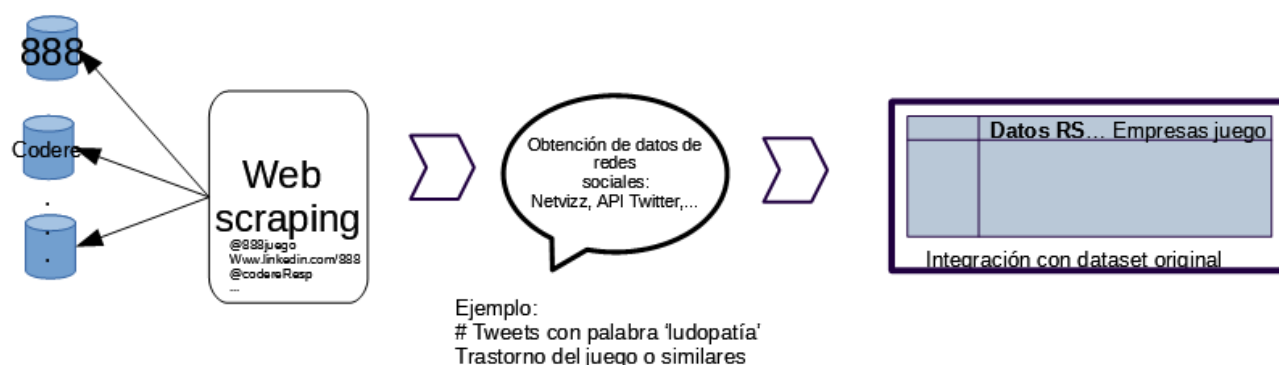 888
Codere
.
.
.
Web
scraping
@888juego
Www.linkedin.com/888
@codereResp
...
Obtención de datos de
redes
sociales:
Netvizz, API Twitter,...
Ejemplo:
# Tweets con palabra ‘ludopatía’
Trastorno del juego o similares
Datos RS... Empresas juego
Integración con dataset original